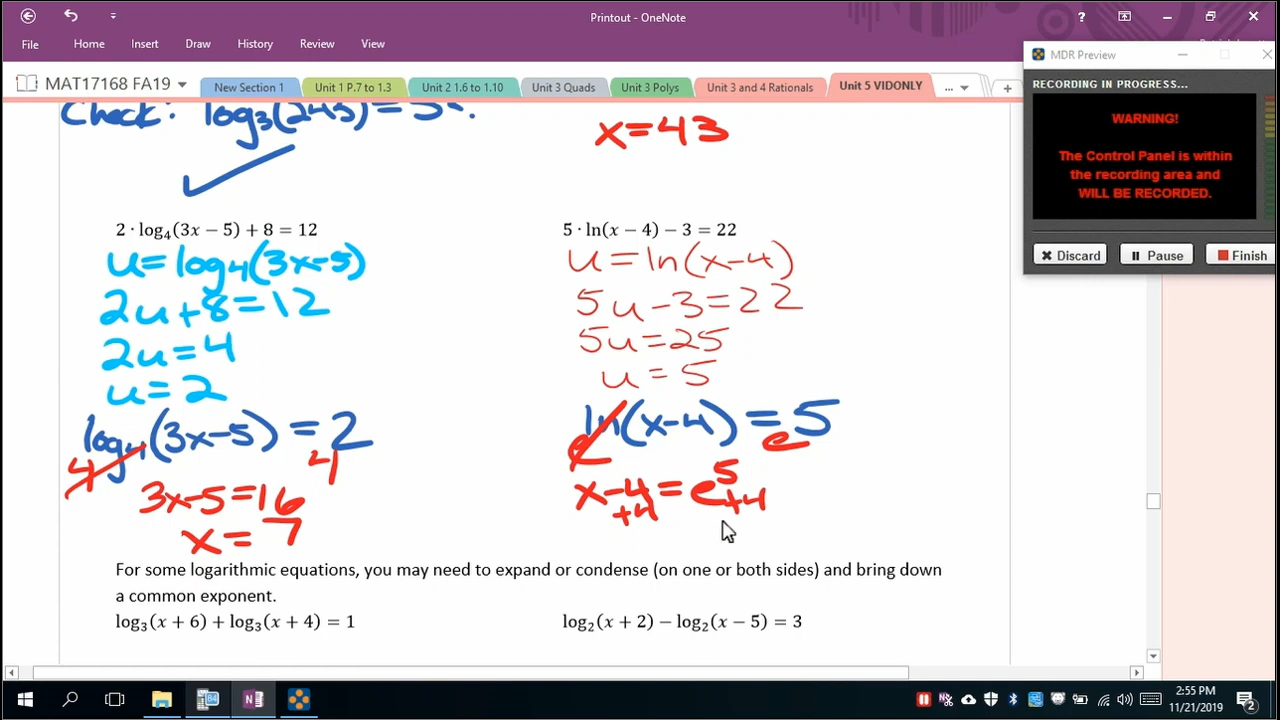 Printout - OneNote
File Home Insert Draw History Review View
MAT17168 FA19 New Section 1 Unit 1 P.7 to 1.3 Unit 2 1.6 to 1.10 Unit 3 Quads Unit 3 Polys Unit 3 and 4 Rationals Unit 5 VIDONLY ... +
MDR Preview
RECORDING IN PROGRESS...
WARNING!
The Control Panel is within
the recording area and
WILL BE RECORDED.
Discard Pause Finish
Check: log₃(243) = 5
x=43
2 · log₄(3x − 5) + 8 = 12
u=log₄(3x-5)
2u+8=12
2u=4
u=2
log₄(3x-5)=2
4 4
3x-5=16
x=7
5 · ln(x − 4) − 3 = 22
u=ln(x-4)
5u-3=22
5u=25
u=5
ln(x-4)=5
e e
x-4=e⁵
+4 +4
For some logarithmic equations, you may need to expand or condense (on one or both sides) and bring down
a common exponent.
log₃(x + 6) + log₃(x + 4) = 1
log₂(x + 2) − log₂(x − 5) = 3
2:55 PM
11/21/2019
2